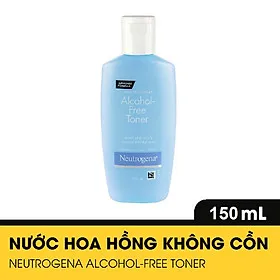 Alcohol-
Free
Toner
Neutrogena
150 mL
NƯỚC HOA HỒNG KHÔNG CỒN
NEUTROGENA ALCOHOL-FREE TONER